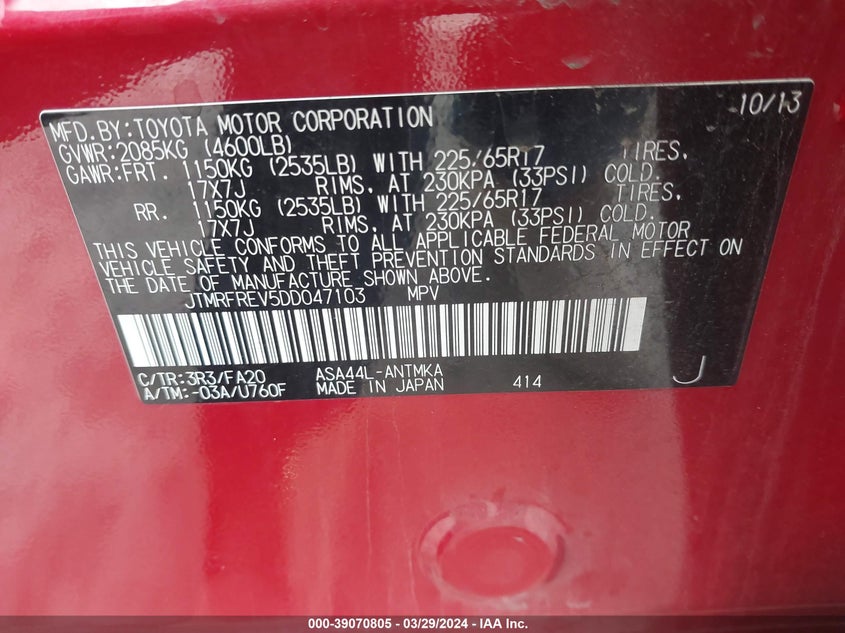 10/13
MFD.BY:TOYOTA MOTOR CORPORATION
GVWR:2085KG (4600LB)
GAWR:FRT. 1150KG (2535LB) WITH 225/65R17 TIRES,
17X7J RIMS, AT 230KPA (33PSI) COLD.
RR. 1150KG (2535LB) WITH 225/65R17 TIRES,
17X7J RIMS, AT 230KPA (33PSI) COLD.
THIS VEHICLE CONFORMS TO ALL APPLICABLE FEDERAL MOTOR
VEHICLE SAFETY AND THEFT PREVENTION STANDARDS IN EFFECT ON
THE DATE OF MANUFACTURE SHOWN ABOVE.
JTMRFREV5DD047103 MPV
C/TR:3R3/FA20 ASA44L-ANTMKA
A/TM:-03A/U760F MADE IN JAPAN 414 J
000-39070805 - 03/29/2024 - IAA Inc.